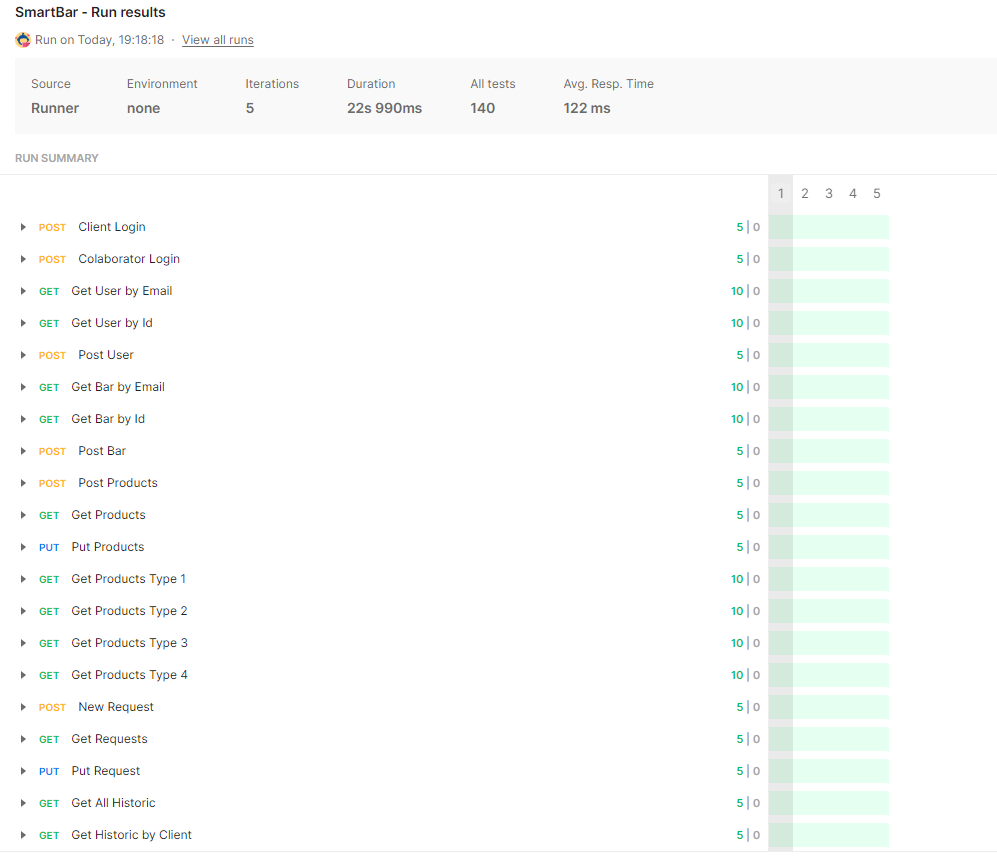 SmartBar - Run results
Run on Today, 19:18:18 · View all runs
Source Environment Iterations Duration All tests Avg. Resp. Time
Runner none 5 22s 990ms 140 122 ms
RUN SUMMARY
1 2 3 4 5
POST Client Login 5 | 0
POST Colaborator Login 5 | 0
GET Get User by Email 10 | 0
GET Get User by Id 10 | 0
POST Post User 5 | 0
GET Get Bar by Email 10 | 0
GET Get Bar by Id 10 | 0
POST Post Bar 5 | 0
POST Post Products 5 | 0
GET Get Products 5 | 0
PUT Put Products 5 | 0
GET Get Products Type 1 10 | 0
GET Get Products Type 2 10 | 0
GET Get Products Type 3 10 | 0
GET Get Products Type 4 10 | 0
POST New Request 5 | 0
GET Get Requests 5 | 0
PUT Put Request 5 | 0
GET Get All Historic 5 | 0
GET Get Historic by Client 5 | 0